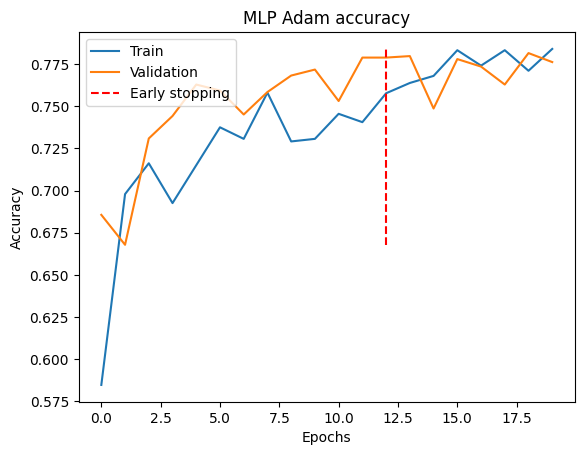 MLP Adam accuracy
Train
Validation
Early stopping
Accuracy
0.775
0.750
0.725
0.700
0.675
0.650
0.625
0.600
0.575
0.0 2.5 5.0 7.5 10.0 12.5 15.0 17.5
Epochs